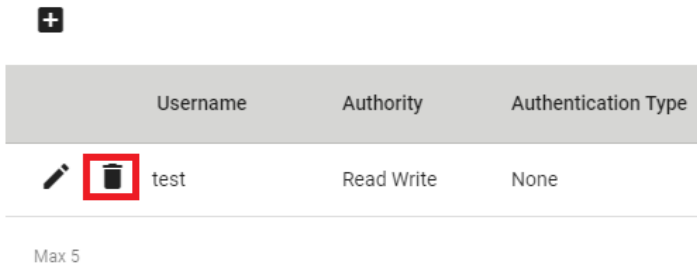 Username Authority Authentication Type
test Read Write None
Max 5